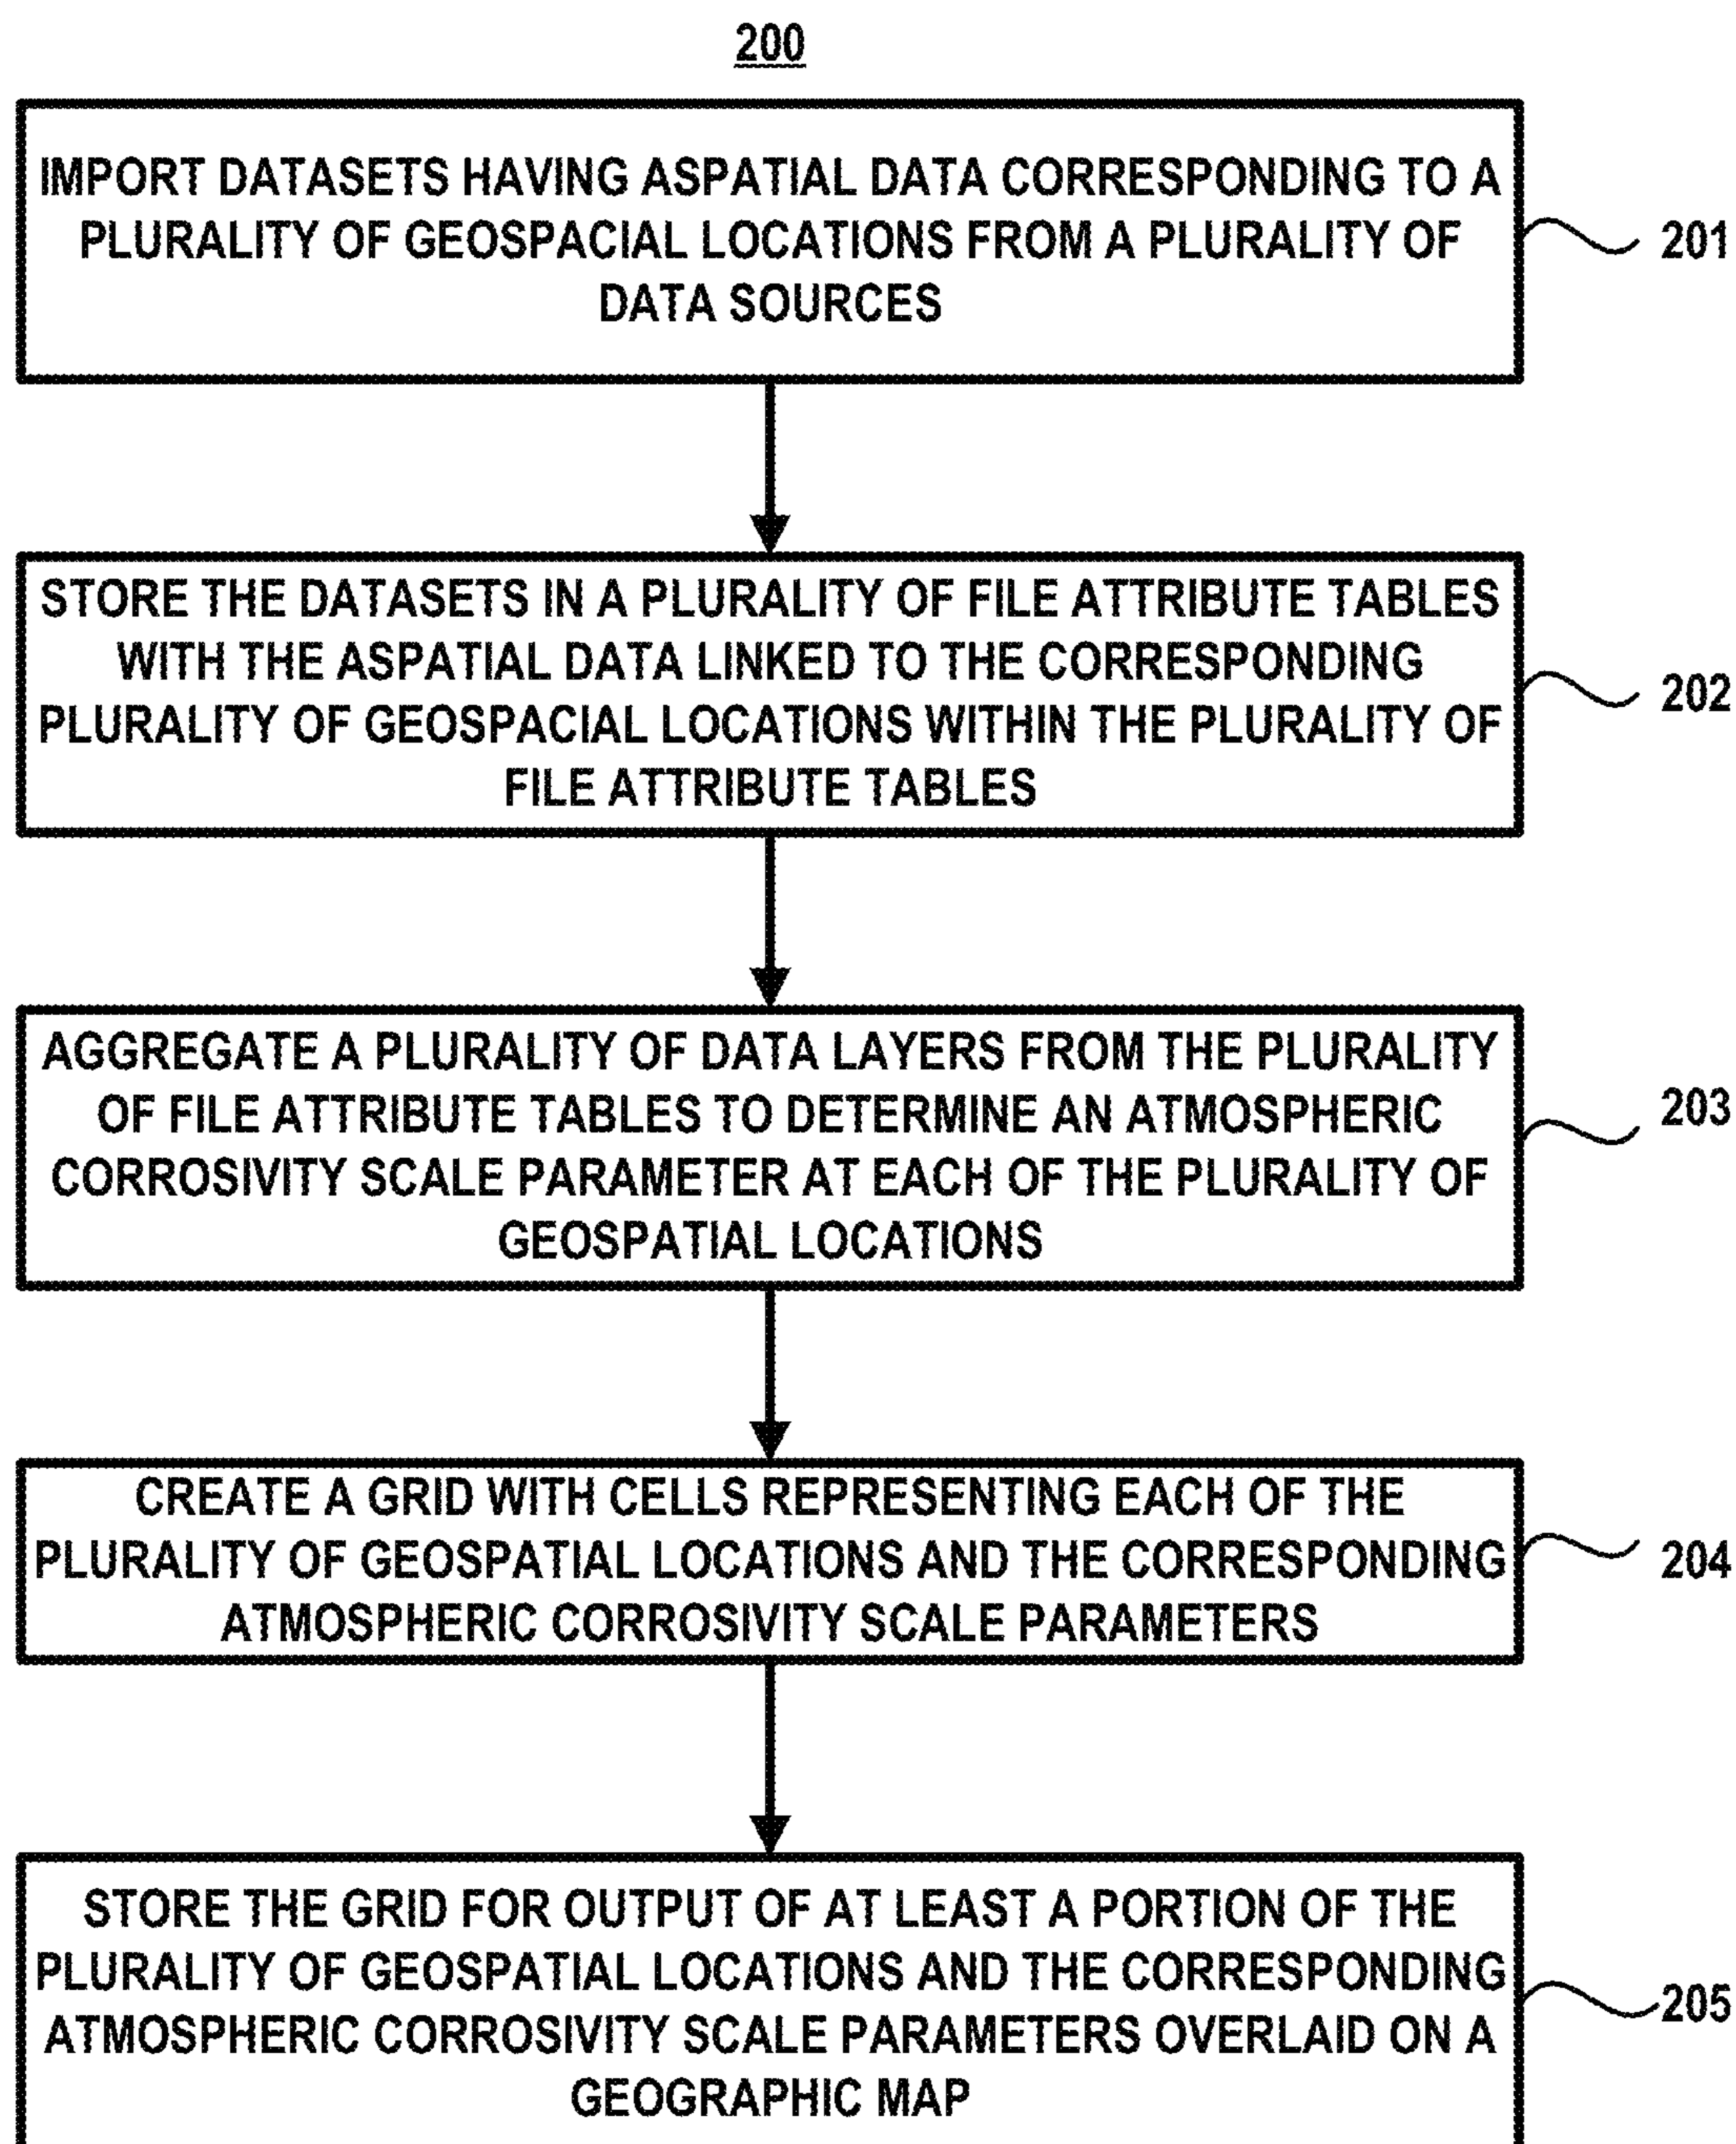 200
IMPORT DATASETS HAVING ASPATIAL DATA CORRESPONDING TO A
PLURALITY OF GEOSPACIAL LOCATIONS FROM A PLURALITY OF
DATA SOURCES
201
STORE THE DATASETS IN A PLURALITY OF FILE ATTRIBUTE TABLES
WITH THE ASPATIAL DATA LINKED TO THE CORRESPONDING
PLURALITY OF GEOSPACIAL LOCATIONS WITHIN THE PLURALITY OF
FILE ATTRIBUTE TABLES
202
AGGREGATE A PLURALITY OF DATA LAYERS FROM THE PLURALITY
OF FILE ATTRIBUTE TABLES TO DETERMINE AN ATMOSPHERIC
CORROSIVITY SCALE PARAMETER AT EACH OF THE PLURALITY OF
GEOSPATIAL LOCATIONS
203
CREATE A GRID WITH CELLS REPRESENTING EACH OF THE
PLURALITY OF GEOSPATIAL LOCATIONS AND THE CORRESPONDING
ATMOSPHERIC CORROSIVITY SCALE PARAMETERS
204
STORE THE GRID FOR OUTPUT OF AT LEAST A PORTION OF THE
PLURALITY OF GEOSPATIAL LOCATIONS AND THE CORRESPONDING
ATMOSPHERIC CORROSIVITY SCALE PARAMETERS OVERLAID ON A
GEOGRAPHIC MAP
205